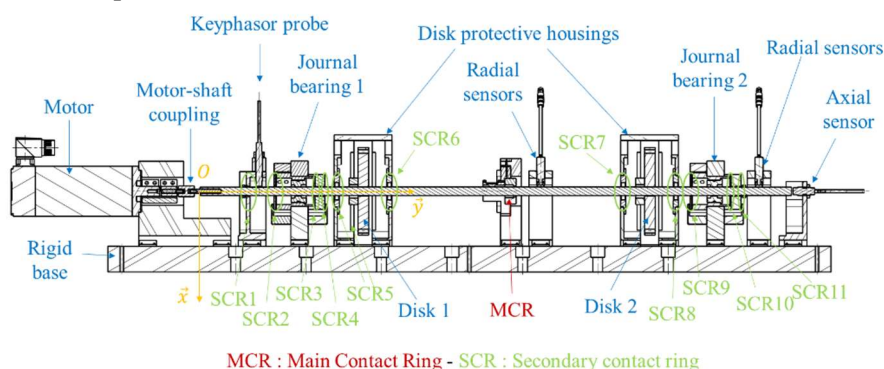 Keyphasor probe
Disk protective housings
Journal
bearing 1
Radial
sensors
Journal
bearing 2
Radial sensors
Motor-shaft
coupling
Axial
sensor
Motor
SCR6
SCR7
O
y
Rigid
base
x
SCR1
SCR2
SCR3
SCR4
SCR5
Disk 1
MCR
Disk 2
SCR8
SCR9
SCR10
SCR11
MCR : Main Contact Ring - SCR : Secondary contact ring